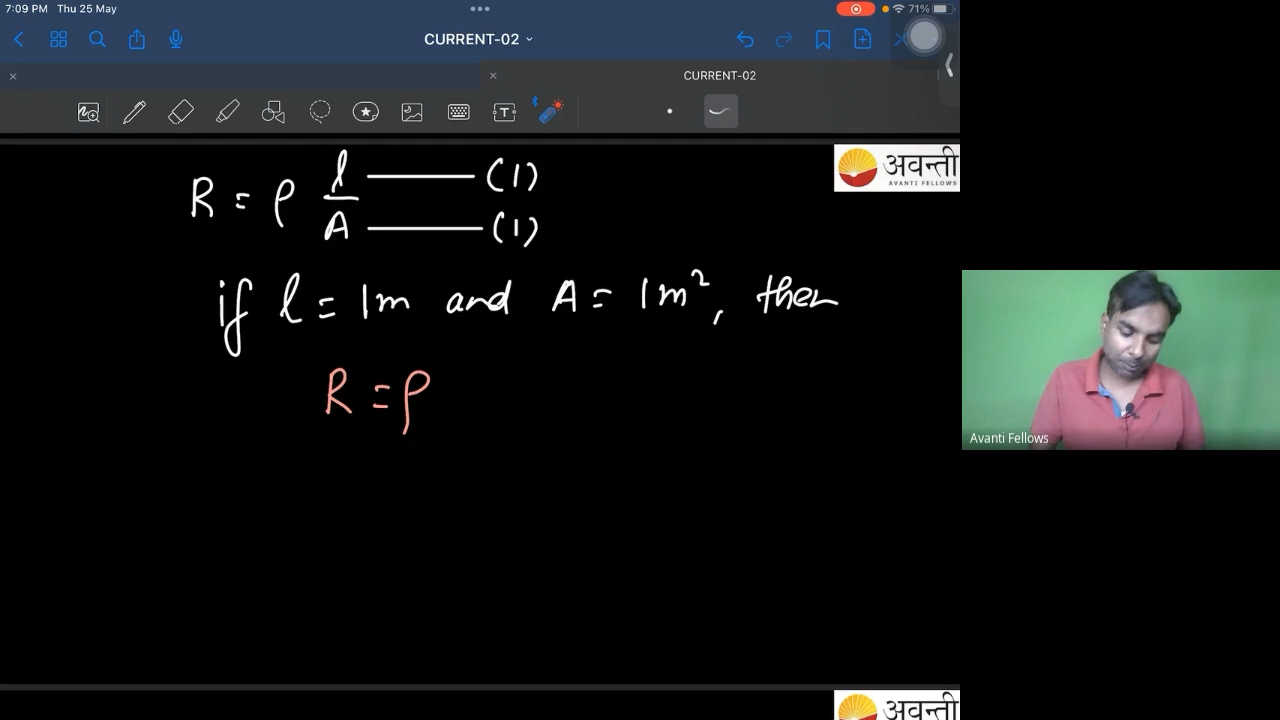 7:09 PM Thu 25 May
71%
CURRENT-02
CURRENT-02
अवन्ती
AVANTI FELLOWS
R = ρ l/A (1) (1)
if l = 1m and A = 1m², then
R = ρ
Avanti Fellows
अवन्ती